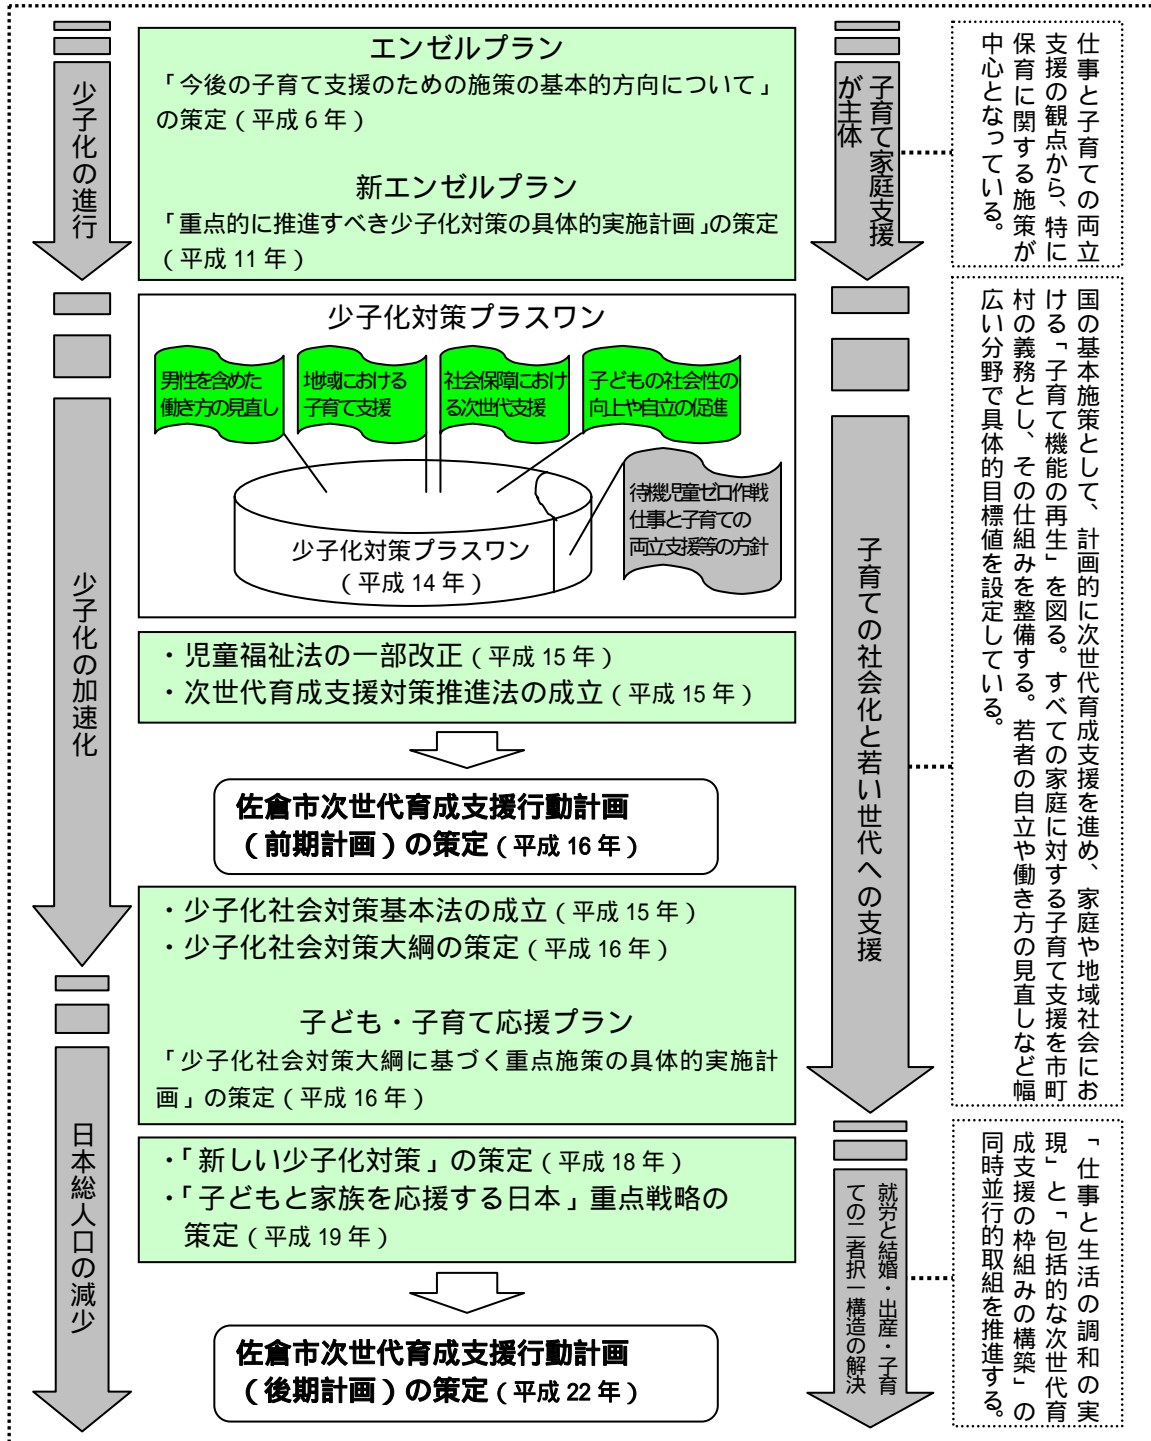 少子化の進行
エンゼルプラン
「今後の子育て支援のための施策の基本的方向について」
の策定（平成６年）
新エンゼルプラン
「重点的に推進すべき少子化対策の具体的実施計画」の策定
（平成 11 年）
子育て家庭支援
が主体
仕事と子育ての両立
支援の観点から、特に
保育に関する施策が
中心となっている。
少子化の加速化
少子化対策プラスワン
男性を含めた
働き方の見直し
地域における
子育て支援
社会保障におけ
る次世代支援
子どもの社会性の
向上や自立の促進
待機児童ゼロ作戦
仕事と子育ての
両立支援等の方針
少子化対策プラスワン
（平成 14 年）
・児童福祉法の一部改正（平成 15 年）
・次世代育成支援対策推進法の成立（平成 15 年）
佐倉市次世代育成支援行動計画
（前期計画）の策定（平成 16 年）
・少子化社会対策基本法の成立（平成 15 年）
・少子化社会対策大綱の策定（平成 16 年）
子ども・子育て応援プラン
「少子化社会対策大綱に基づく重点施策の具体的実施計
画」の策定（平成 16 年）
子育ての社会化と若い世代への支援
国の基本施策として、計画的に次世代育成支援を進め、家庭や地域社会にお
ける「子育て機能の再生」を図る。すべての家庭に対する子育て支援を市町
村の義務とし、その仕組みを整備する。若者の自立や働き方の見直しなど幅
広い分野で具体的目標値を設定している。
日本総人口の減少
・「新しい少子化対策」の策定（平成 18 年）
・「子どもと家族を応援する日本」重点戦略の
策定（平成 19 年）
佐倉市次世代育成支援行動計画
（後期計画）の策定（平成 22 年）
就労と結婚・出産・子育
ての二者択一構造の解決
「仕事と生活の調和の実
現」と「包括的な次世代育
成支援の枠組みの構築」の
同時並行的取組を推進する。